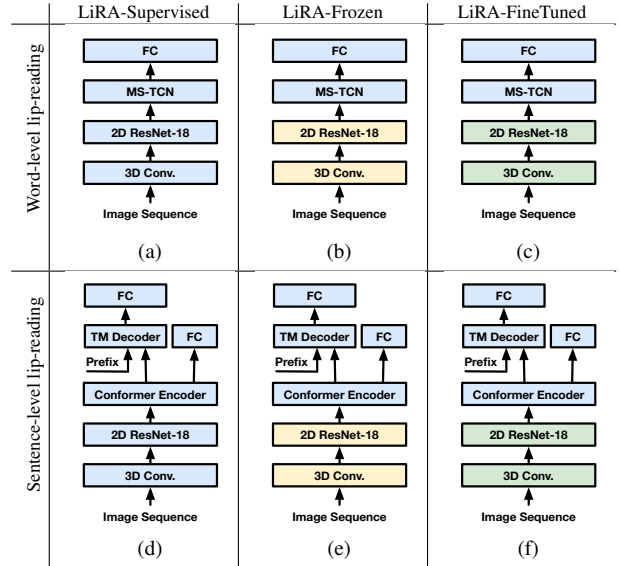 LiRA-Supervised LiRA-Frozen LiRA-FineTuned
Word-level lip-reading
FC FC FC
MS-TCN MS-TCN MS-TCN
2D ResNet-18 2D ResNet-18 2D ResNet-18
3D Conv. 3D Conv. 3D Conv.
Image Sequence Image Sequence Image Sequence
(a) (b) (c)
Sentence-level lip-reading
FC FC FC
TM Decoder FC TM Decoder FC TM Decoder FC
Prefix Prefix Prefix
Conformer Encoder Conformer Encoder Conformer Encoder
2D ResNet-18 2D ResNet-18 2D ResNet-18
3D Conv. 3D Conv. 3D Conv.
Image Sequence Image Sequence Image Sequence
(d) (e) (f)